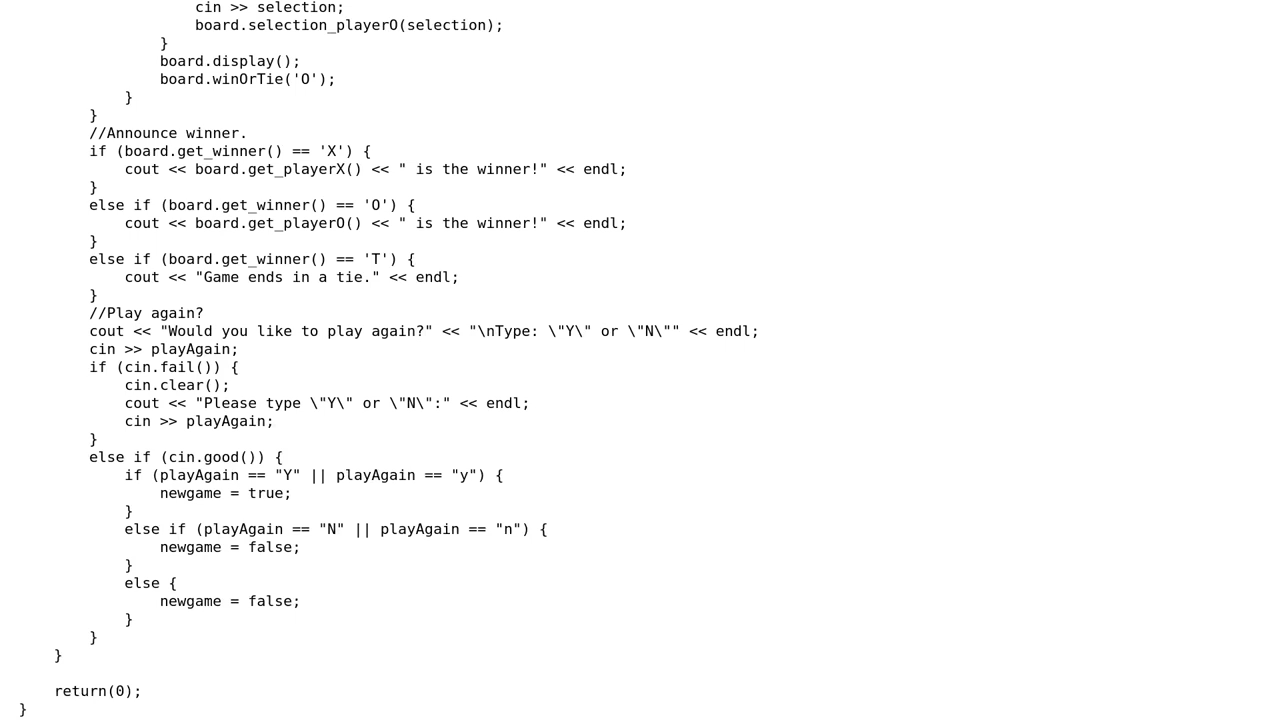 cin >> selection;
board.selection_playerO(selection);
}
board.display();
board.winOrTie('O');
}
}
//Announce winner.
if (board.get_winner() == 'X') {
cout << board.get_playerX() << " is the winner!" << endl;
}
else if (board.get_winner() == 'O') {
cout << board.get_playerO() << " is the winner!" << endl;
}
else if (board.get_winner() == 'T') {
cout << "Game ends in a tie." << endl;
}
//Play again?
cout << "Would you like to play again?" << "\nType: \"Y\" or \"N\"" << endl;
cin >> playAgain;
if (cin.fail()) {
cin.clear();
cout << "Please type \"Y\" or \"N\":" << endl;
cin >> playAgain;
}
else if (cin.good()) {
if (playAgain == "Y" || playAgain == "y") {
newgame = true;
}
else if (playAgain == "N" || playAgain == "n") {
newgame = false;
}
else {
newgame = false;
}
}
}
return(0);
}